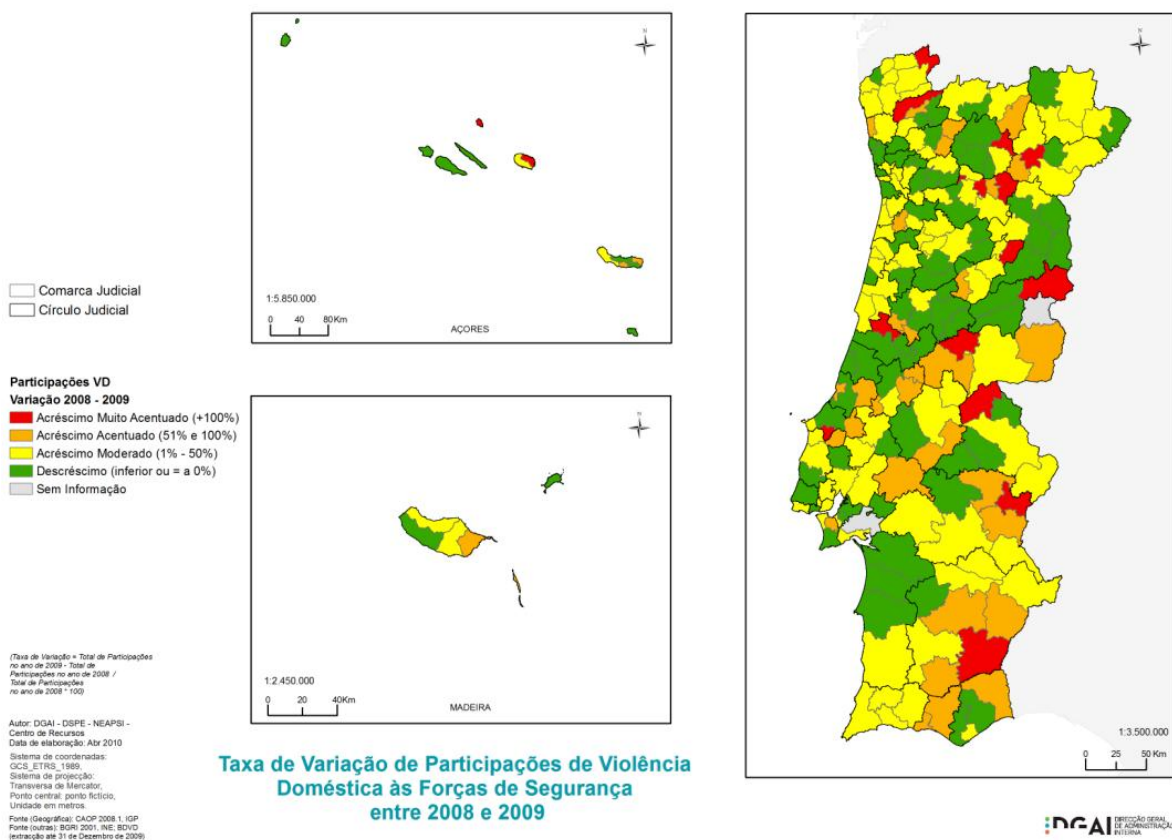 N
N
1:5.850.000
0 40 80 Km
AÇORES
Comarca Judicial
Círculo Judicial
Participações VD
Variação 2008 - 2009
Acréscimo Muito Acentuado (+100%)
Acréscimo Acentuado (51% e 100%)
Acréscimo Moderado (1% - 50%)
Descréscimo (inferior ou = a 0%)
Sem Informação
N
1:2.450.000
0 20 40Km
MADEIRA
(Taxa de Variação = Total de Participações
no ano de 2009 - Total de
Participações no ano de 2008 /
Total de Participações
no ano de 2008 * 100)
Autor: DGAI - DSPE - NEAPSI -
Centro de Recursos
Data de elaboração: Abr 2010
Sistema de coordenadas:
GCS_ETRS_1989,
Sistema de projecção:
Transversa de Mercator,
Ponto central: ponto fictício,
Unidade em metros.
Fonte (Geográfica): CAOP 2008.1, IGP
Fonte (outras): BGRI 2001, INE; BDVD
(extracção até 31 de Dezembro de 2009)
Taxa de Variação de Participações de Violência
Doméstica às Forças de Segurança
entre 2008 e 2009
1:3.500.000
0 25 50 Km
DGAI DIRECÇÃO GERAL
DE ADMINISTRAÇÃO
INTERNA